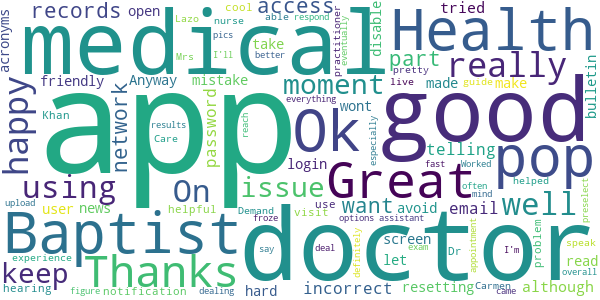 acronyms
records
open
Lazo
cool
access
disable
tried
Health
nurse
able
respond
practitioner
eventually
medical
Mrs
pics
I'll
take
better
part
really
bulletin
happy
friendly
Anyway
mistake
moment
pretty
live
guide
made
make
everything
wont
app
good
Khan
network
results
Care
password
reach
Ok
login
especially
telling
fast
Worked
often
mind
helped
pop
using
On
issue
Great
preselect
user
news
helpful
Demand
visit
froze
use
want
avoid
options
assistant
email
well
Baptist
doctor
upload
experience
notification
say
deal
exam
definitely
screen
let
appointment
Dr
I'm
problem
speak
read
overall
keep
Thanks
hearing
figure
dealing
hard
incorrect
resetting
Carmen
came
although